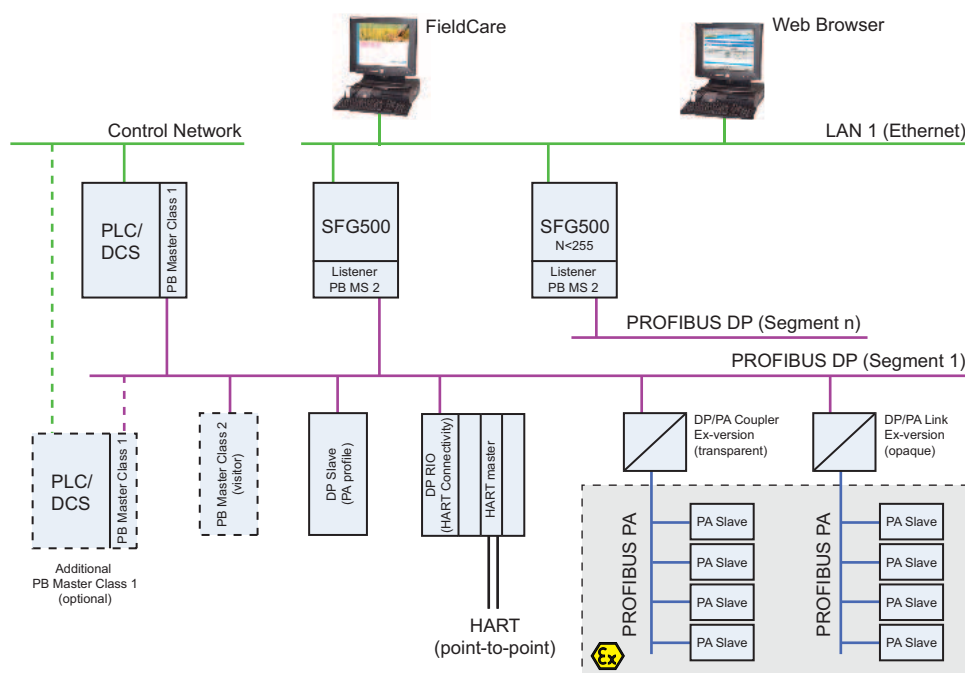 FieldCare
Web Browser
Control Network
LAN 1 (Ethernet)
PLC/
DCS
PB Master Class 1
SFG500
Listener
PB MS 2
SFG500
N<255
Listener
PB MS 2
PROFIBUS DP (Segment n)
PROFIBUS DP (Segment 1)
PLC/
DCS
PB Master Class 1
Additional
PB Master Class 1
(optional)
PB Master Class 2
(visitor)
DP Slave
(PA profile)
DP RIO
(HART Connectivity)
HART master
HART
(point-to-point)
DP/PA Coupler
Ex-version
(transparent)
DP/PA Link
Ex-version
(opaque)
PROFIBUS PA
PA Slave
PA Slave
PA Slave
PA Slave
PROFIBUS PA
PA Slave
PA Slave
PA Slave
PA Slave
Ex